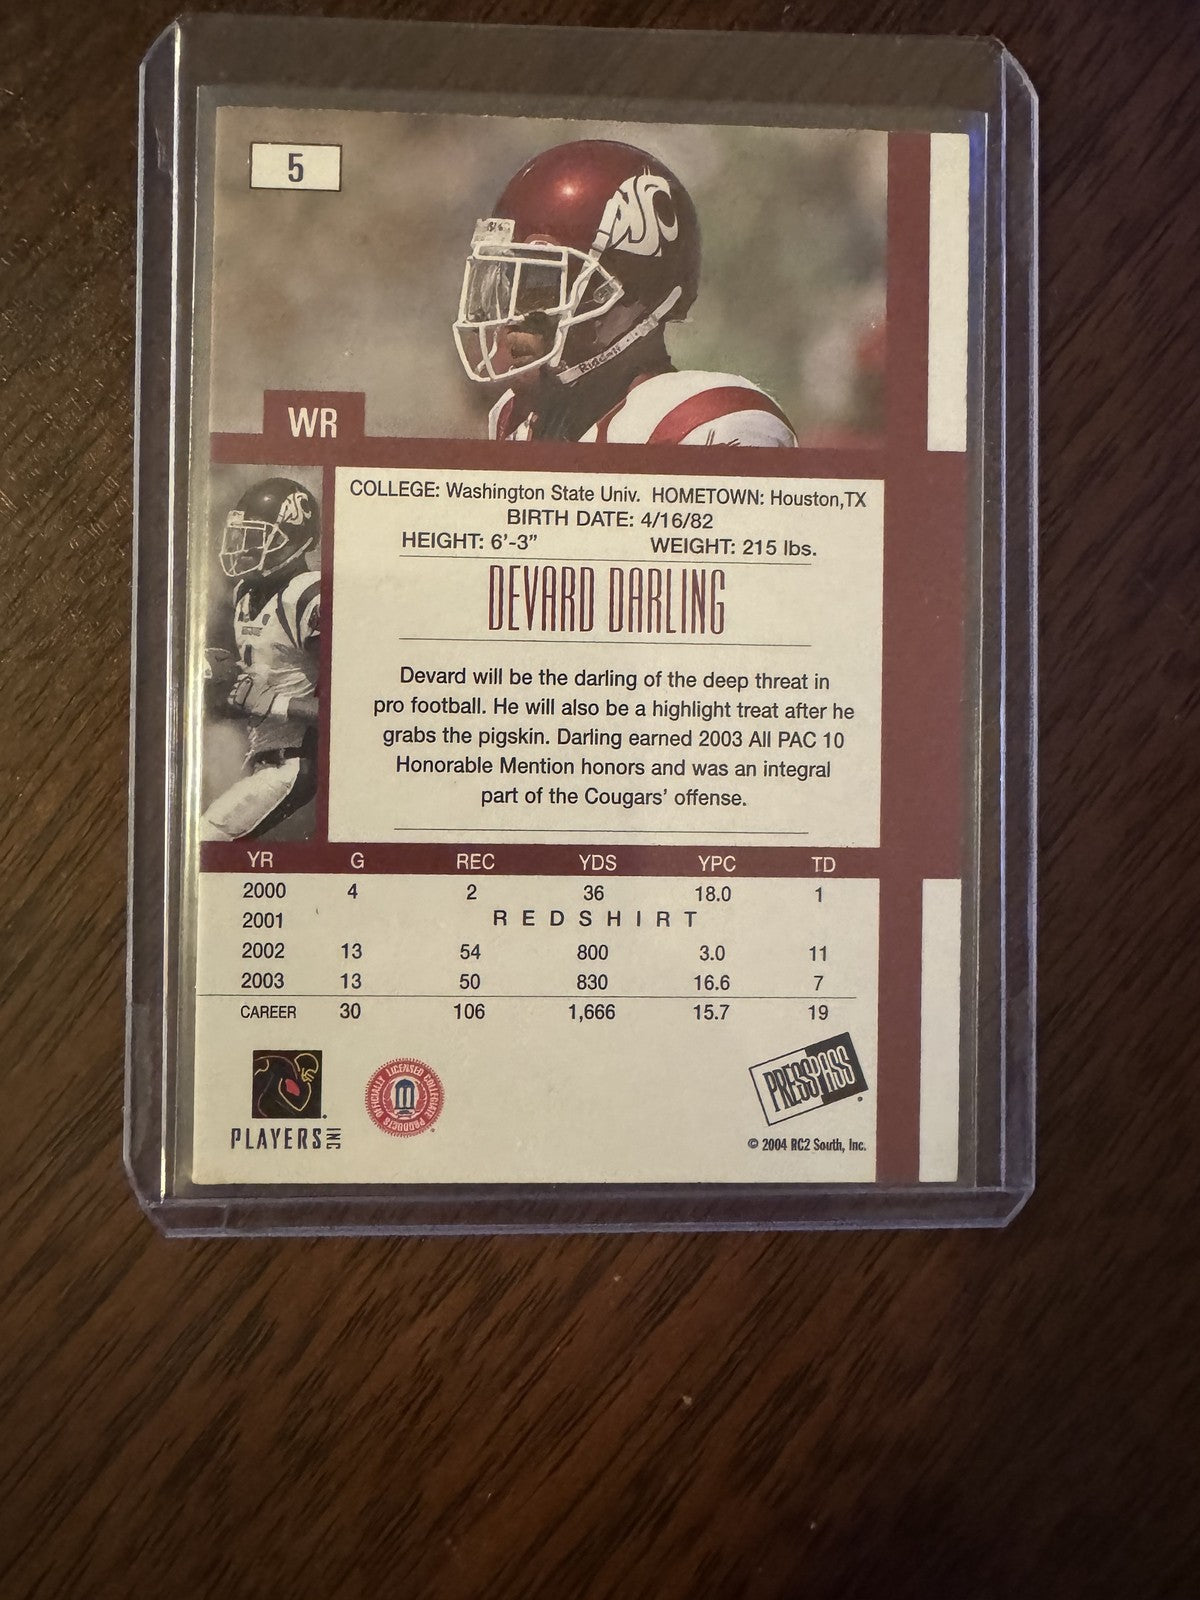 5
WR
COLLEGE: Washington State Univ. HOMETOWN: Houston,TX
BIRTH DATE: 4/16/82
HEIGHT: 6'-3" WEIGHT: 215 lbs.
DEVARD DARLING
Devard will be the darling of the deep threat in
pro football. He will also be a highlight treat after he
grabs the pigskin. Darling earned 2003 All PAC 10
Honorable Mention honors and was an integral
part of the Cougars' offense.
YR G REC YDS YPC TD
2000 4 2 36 18.0 1
2001 REDSHIRT
2002 13 54 800 3.0 11
2003 13 50 830 16.6 7
CAREER 30 106 1,666 15.7 19
PLAYERS INC
OFFICIALLY LICENSED COLLEGIATE PRODUCTS
PRESS PASS
© 2004 RC2 South, Inc.